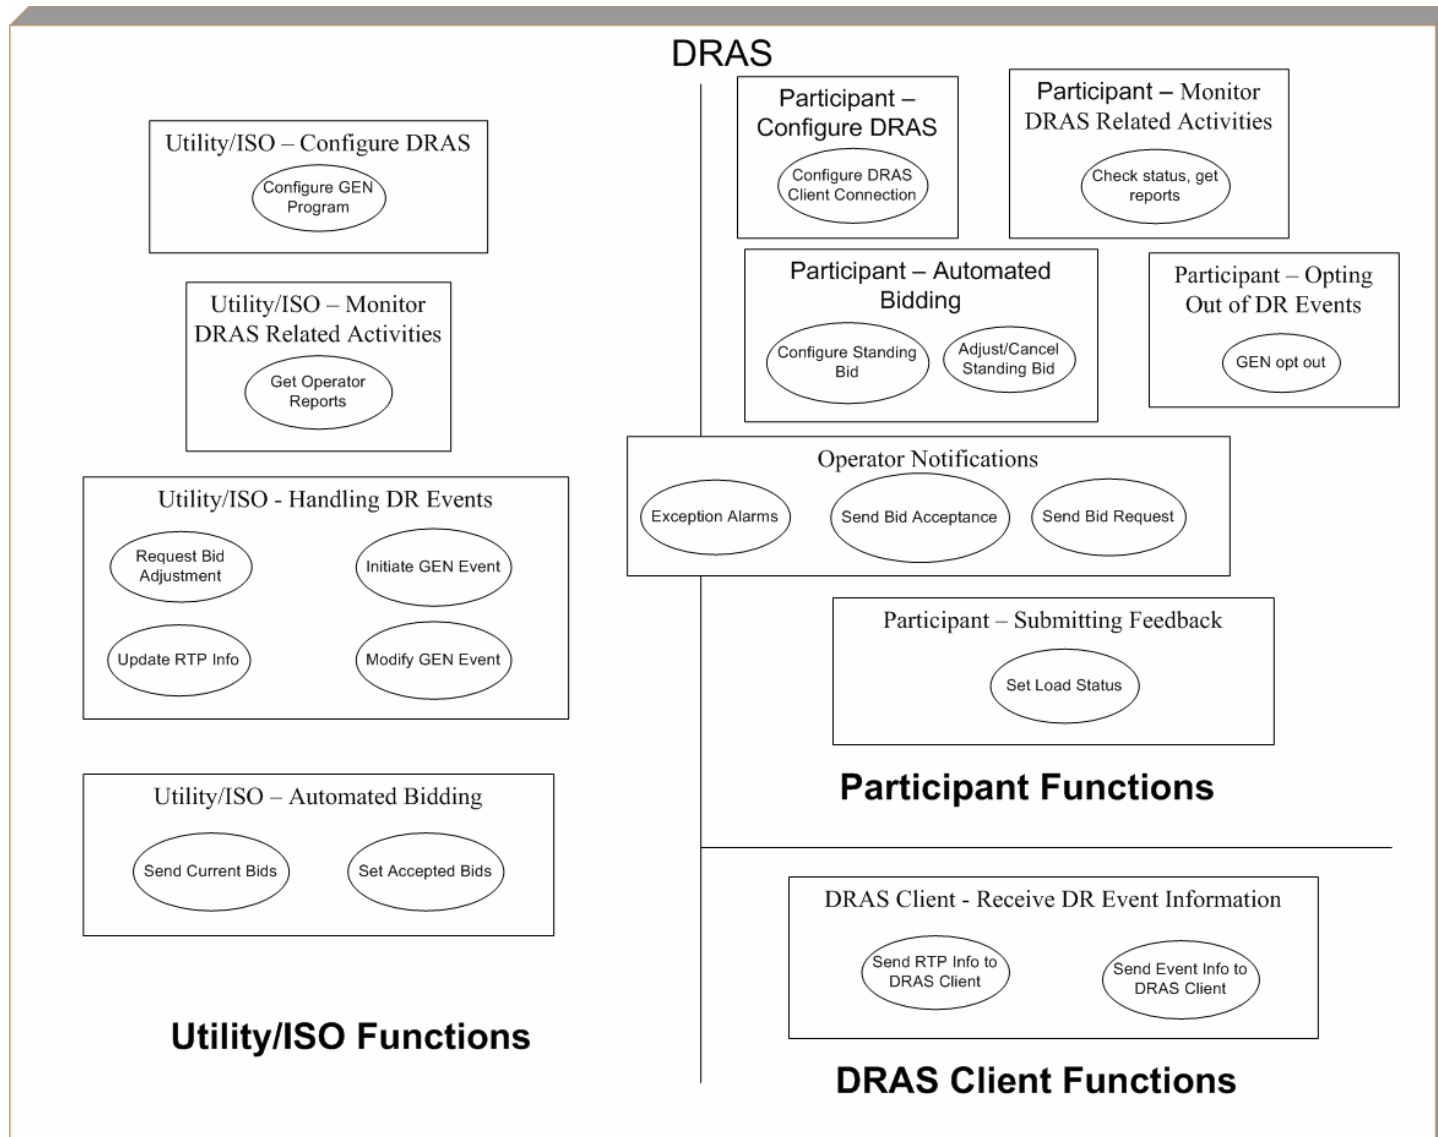 DRAS
Utility/ISO – Configure DRAS
Configure GEN
Program
Utility/ISO – Monitor
DRAS Related Activities
Get Operator
Reports
Utility/ISO - Handling DR Events
Request Bid
Adjustment
Initiate GEN Event
Update RTP Info
Modify GEN Event
Utility/ISO – Automated Bidding
Send Current Bids
Set Accepted Bids
Utility/ISO Functions
Participant –
Configure DRAS
Configure DRAS
Client Connection
Participant – Monitor
DRAS Related Activities
Check status, get
reports
Participant – Automated
Bidding
Configure Standing
Bid
Adjust/Cancel
Standing Bid
Participant – Opting
Out of DR Events
GEN opt out
Operator Notifications
Exception Alarms
Send Bid Acceptance
Send Bid Request
Participant – Submitting Feedback
Set Load Status
Participant Functions
DRAS Client - Receive DR Event Information
Send RTP Info to
DRAS Client
Send Event Info to
DRAS Client
DRAS Client Functions